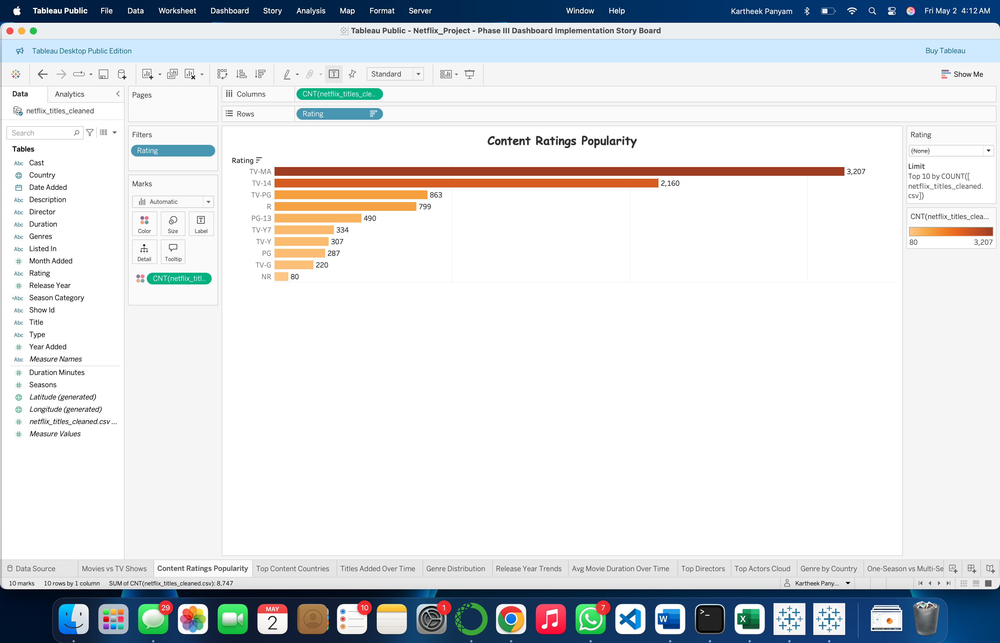 Tableau Public File Data Worksheet Dashboard Story Analysis Map Format Server Window Help Kartheek Panyam Fri May 2 4:12 AM
Tableau Public - Netflix_Project - Phase III Dashboard Implementation Story Board
Tableau Desktop Public Edition Buy Tableau
Standard Show Me
Data Analytics
netflix_titles_cleaned
Search
Tables
Abc Cast
Country
Date Added
Abc Description
Abc Director
Abc Duration
Abc Genres
Abc Listed In
Month Added
Abc Rating
Release Year
=Abc Season Category
Abc Show Id
Abc Title
Abc Type
Year Added
Abc Measure Names
Duration Minutes
Seasons
Latitude (generated)
Longitude (generated)
netflix_titles_cleaned.csv ...
Measure Values
Pages
Filters
Rating
Marks
Automatic
Color Size Label
Detail Tooltip
CNT(netflix_titl..
Columns CNT(netflix_titles_cle..
Rows Rating
Content Ratings Popularity
Rating
TV-MA 3,207
TV-14 2,160
TV-PG 863
R 799
PG-13 490
TV-Y7 334
TV-Y 307
PG 287
TV-G 220
NR 80
Rating
(None)
Limit
Top 10 by COUNT([
netflix_titles_cleaned.
csv])
CNT(netflix_titles_clea...
80 3,207
Data Source Movies vs TV Shows Content Ratings Popularity Top Content Countries Titles Added Over Time Genre Distribution Release Year Trends Avg Movie Duration Over Time Top Directors Top Actors Cloud Genre by Country One-Season vs Multi-Se
10 marks 10 rows by 1 column SUM of CNT(netflix_titles_cleaned.csv): 8,747 Kartheek Pany...
29 MAY 2 10 1 7 W >_ X